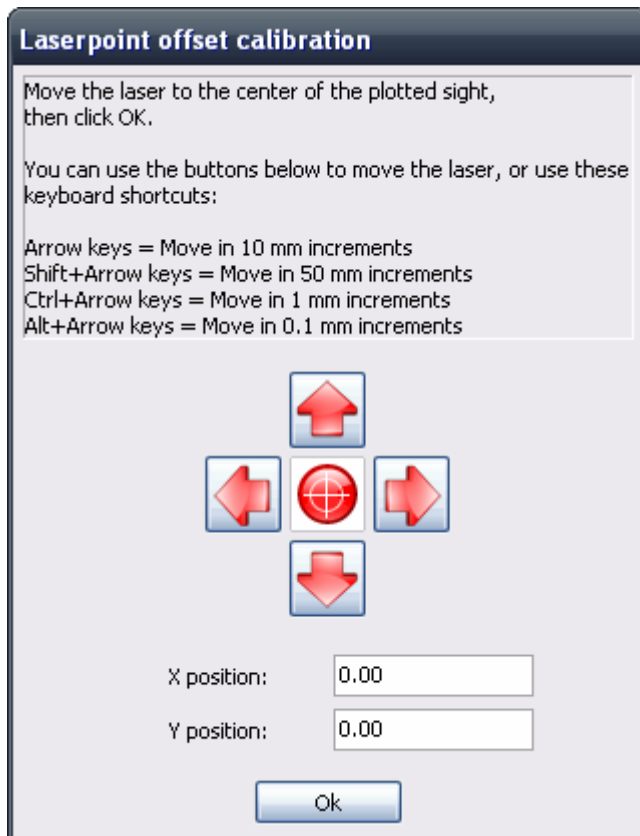 Laserpoint offset calibration
Move the laser to the center of the plotted sight,
then click OK.
You can use the buttons below to move the laser, or use these
keyboard shortcuts:
Arrow keys = Move in 10 mm increments
Shift+Arrow keys = Move in 50 mm increments
Ctrl+Arrow keys = Move in 1 mm increments
Alt+Arrow keys = Move in 0.1 mm increments
X position: 0.00
Y position: 0.00
Ok